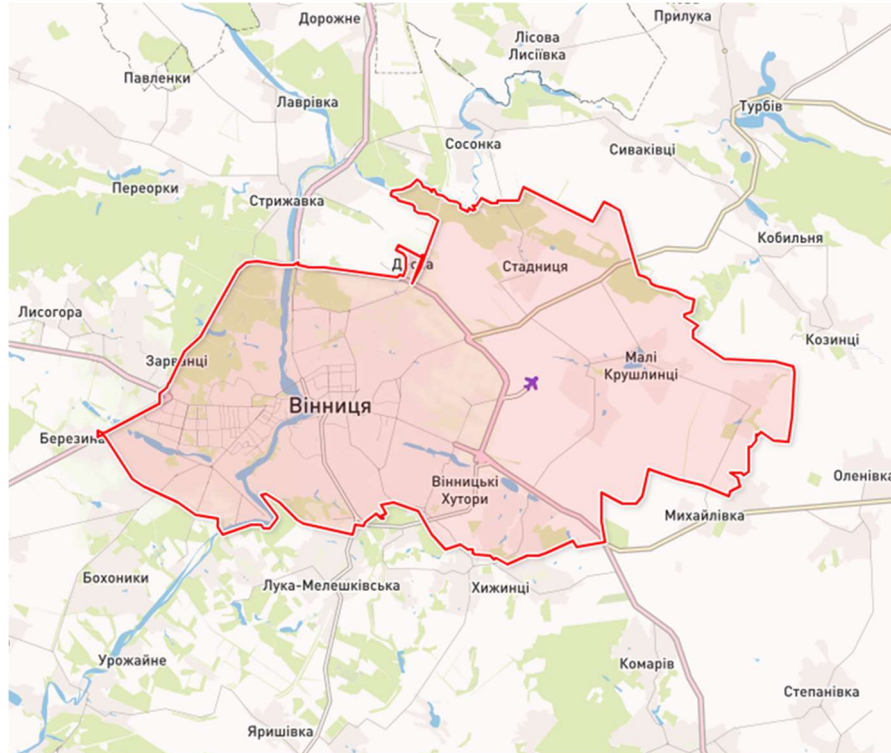 Дорожне
Прилука
Лісова
Лисіївка
Павленки
Лаврівка
Турбів
Сосонка
Сиваківці
Переорки
Стрижавка
Кобильня
Стадниця
Лисогора
Козинці
Зарванці
Малі
Крушлинці
Вінниця
Березина
Вінницькі
Хутори
Оленівка
Михайлівка
Бохоники
Лука-Мелешківська
Хижинці
Урожайне
Комарів
Степанівка
Яришівка